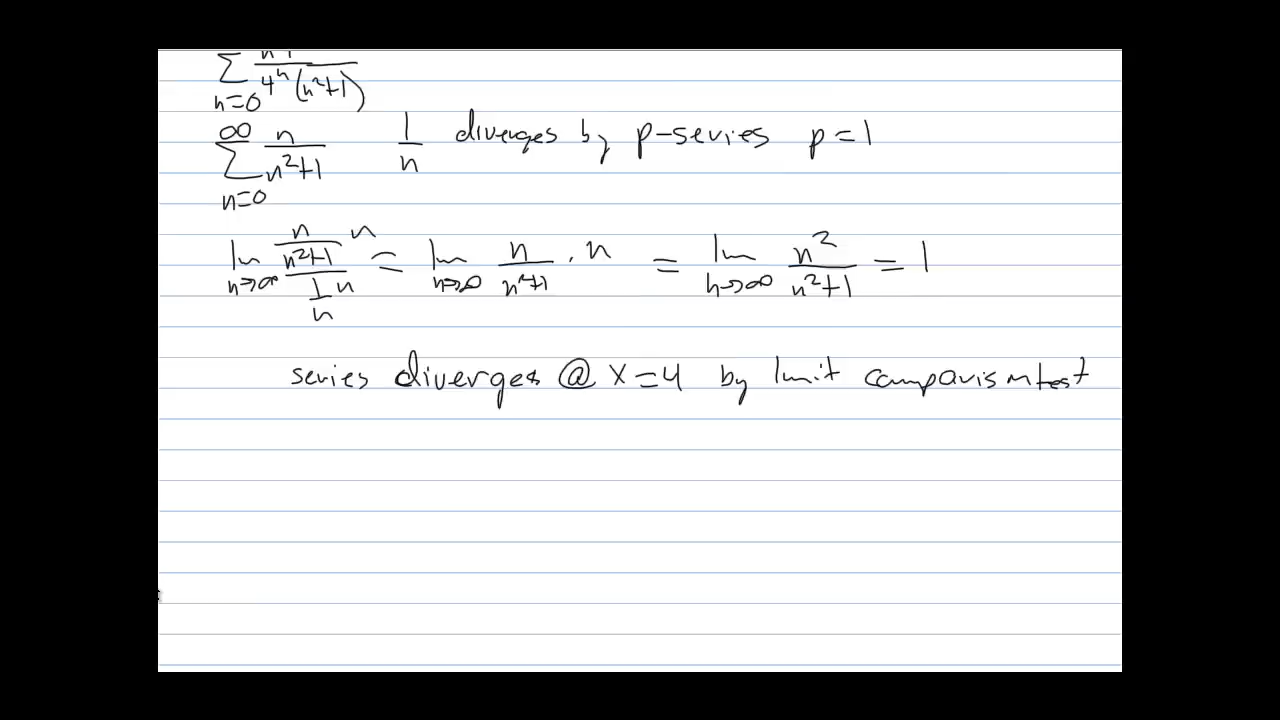 ∑ n=0 4ⁿ(n²+1)
∞ ∑ n=0 n/(n²+1) 1/n diverges by p-series p=1
lim n→∞ (n/(n²+1) n)/(1/n n) = lim n→∞ n/(n²+1) · n = lim n→∞ n²/(n²+1) = 1
series diverges @ x=4 by limit comparison test